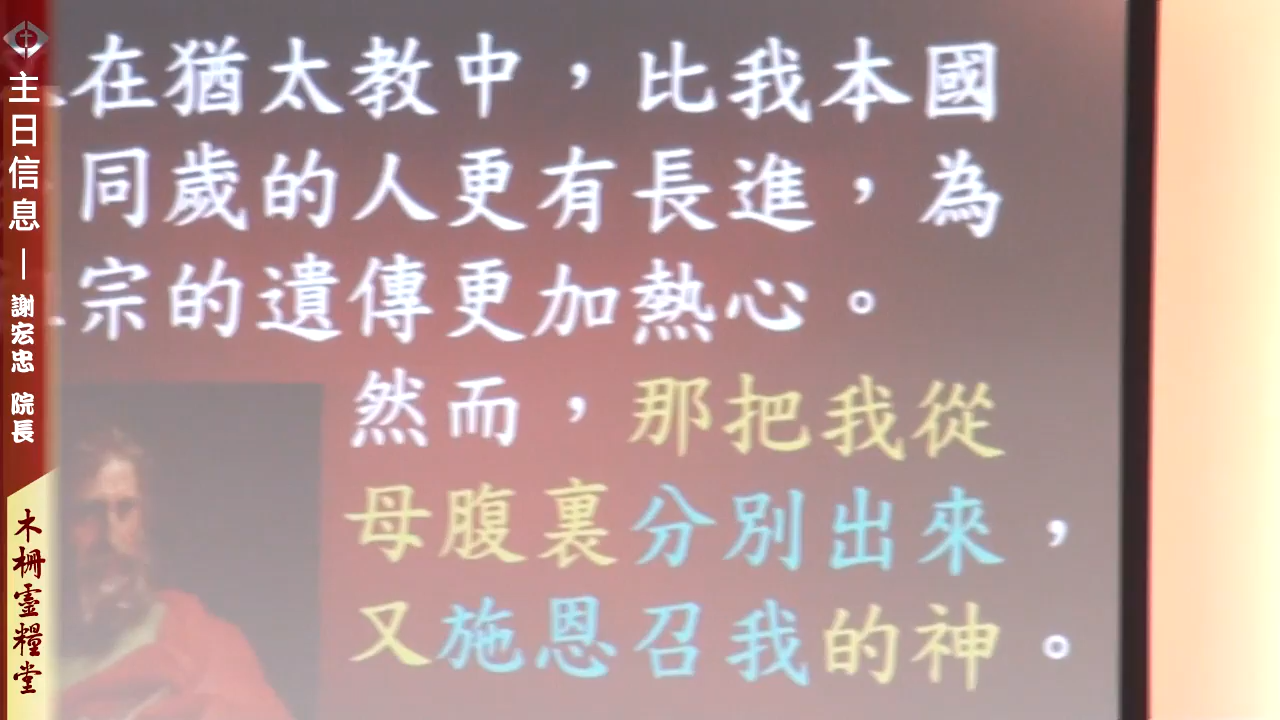 在猶太教中，比我本國
同歲的人更有長進，為
宗的遺傳更加熱心。
然而，那把我從
母腹裏分別出來，
又施恩召我的神。
主日信息｜謝宏忠 院長
木柵靈糧堂